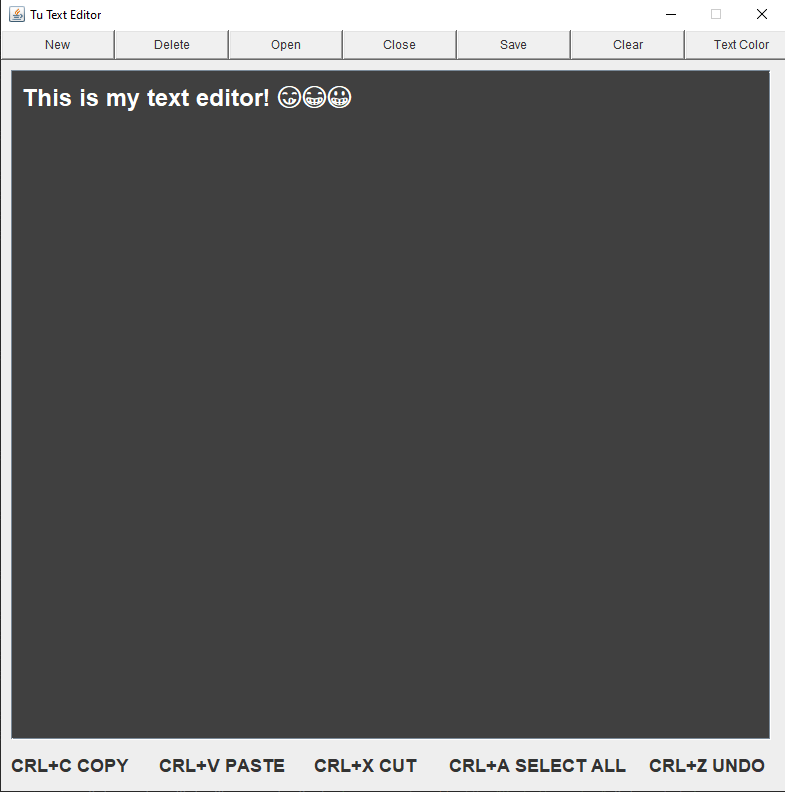 Tu Text Editor
New Delete Open Close Save Clear Text Color
This is my text editor! 😋😂😀
CRL+C COPY CRL+V PASTE CRL+X CUT CRL+A SELECT ALL CRL+Z UNDO